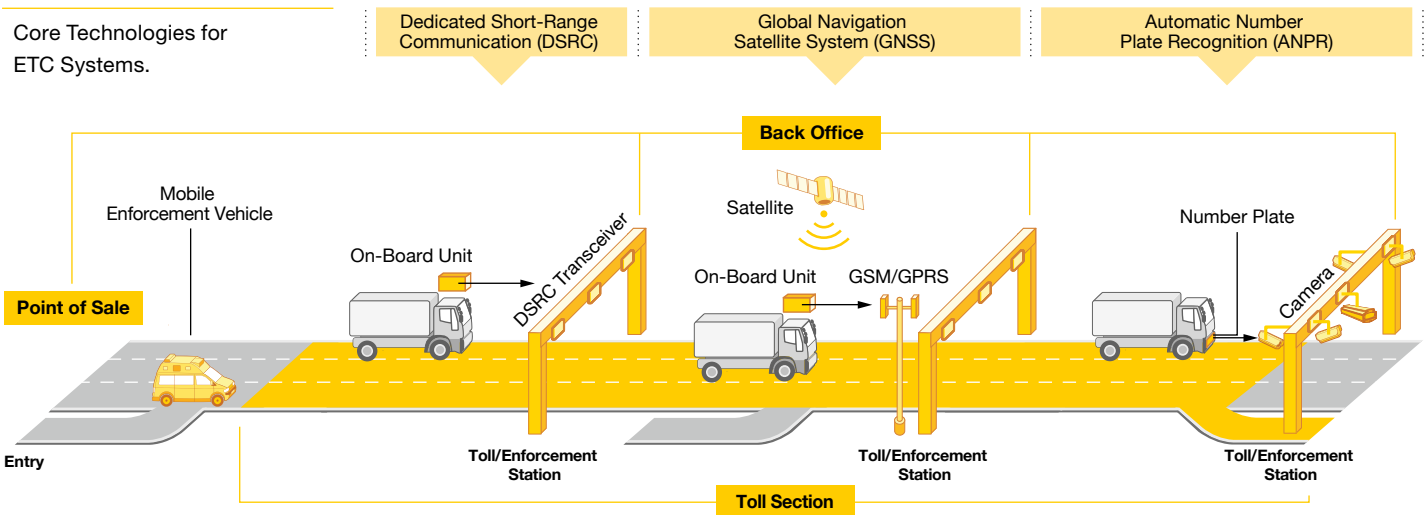 Core Technologies for
ETC Systems.
Dedicated Short-Range
Communication (DSRC)
Global Navigation
Satellite System (GNSS)
Automatic Number
Plate Recognition (ANPR)
Back Office
Mobile
Enforcement Vehicle
Satellite
Number Plate
On-Board Unit
DSRC Transceiver
On-Board Unit
GSM/GPRS
Camera
Point of Sale
Entry
Toll/Enforcement
Station
Toll/Enforcement
Station
Toll/Enforcement
Station
Toll Section